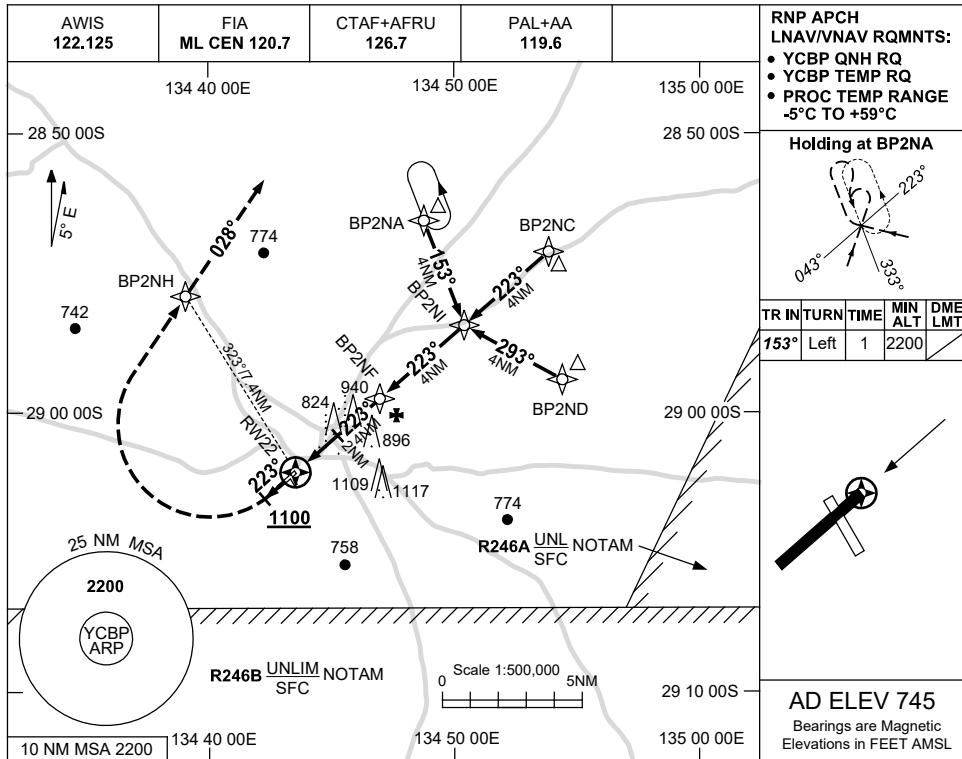 AWIS
122.125
FIA
ML CEN 120.7
CTAF+AFRU
126.7
PAL+AA
119.6
RNP APCH
LNAV/VNAV RQMNTS:
• YCBP QNH RQ
• YCBP TEMP RQ
• PROC TEMP RANGE
-5°C TO +59°C
134 40 00E
134 50 00E
135 00 00E
28 50 00S
28 50 00S
5° E
028°
774
BP2NA
BP2NC
153°
4NM
223°
4NM
BP2NH
BP2NI
742
223°
4NM
293°
4NM
BP2NF
BP2ND
323°/7.4NM
940
824
29 00 00S
29 00 00S
223°
4NM
2NM
896
RW22
223°
1109
1117
1100
774
758
R246A UNL NOTAM
SFC
25 NM MSA
2200
YCBP
ARP
R246B UNLIM NOTAM
SFC
Scale 1:500,000
0
5NM
29 10 00S
134 40 00E
134 50 00E
135 00 00E
10 NM MSA 2200
Holding at BP2NA
223°
043°
333°
TR IN TURN TIME MIN ALT DME LMT
153° Left 1 2200
AD ELEV 745
Bearings are Magnetic
Elevations in FEET AMSL